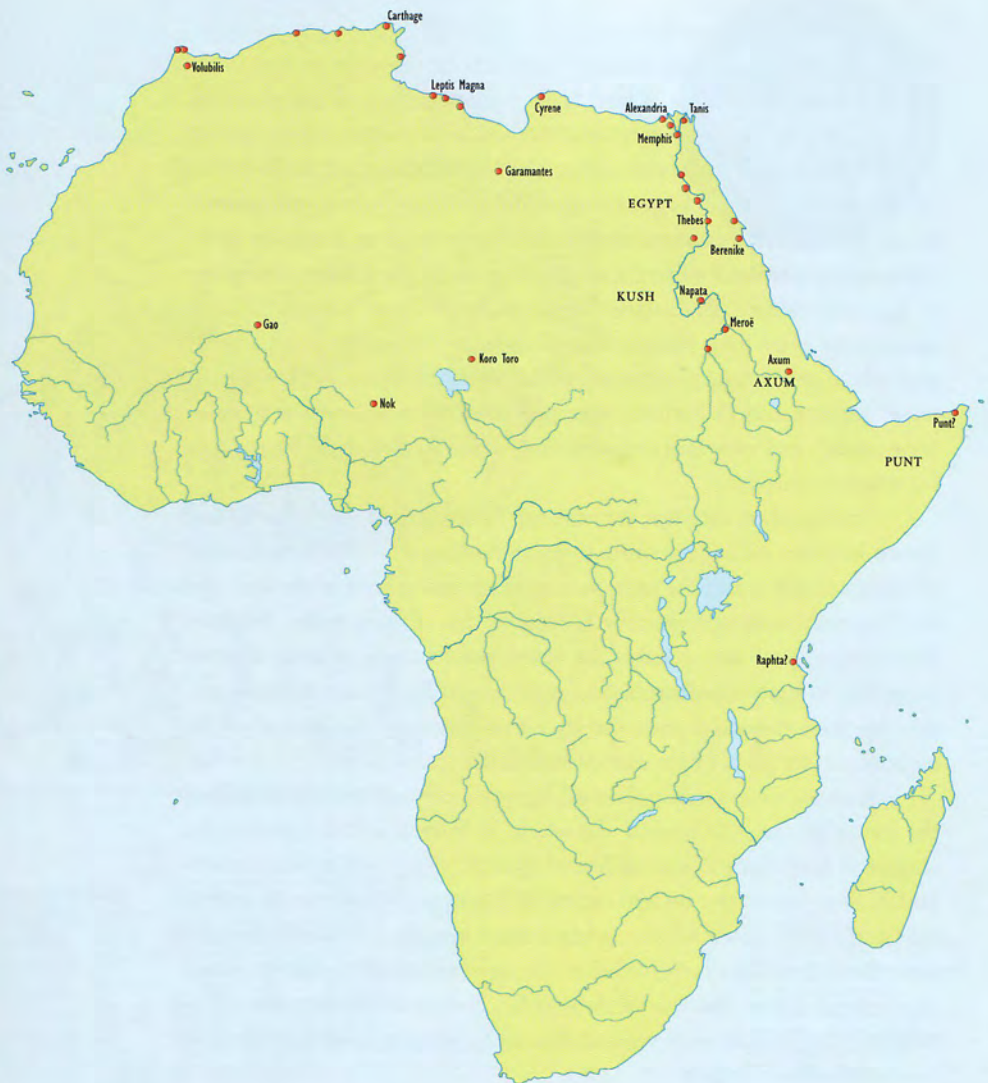 Carthage
Volubilis
Leptis Magna
Cyrene
Alexandria
Tanis
Memphis
Garamantes
EGYPT
Thebes
Berenike
KUSH
Napata
Gao
Meroë
Koro Toro
Axum
AXUM
Nok
Punt?
PUNT
Raphta?